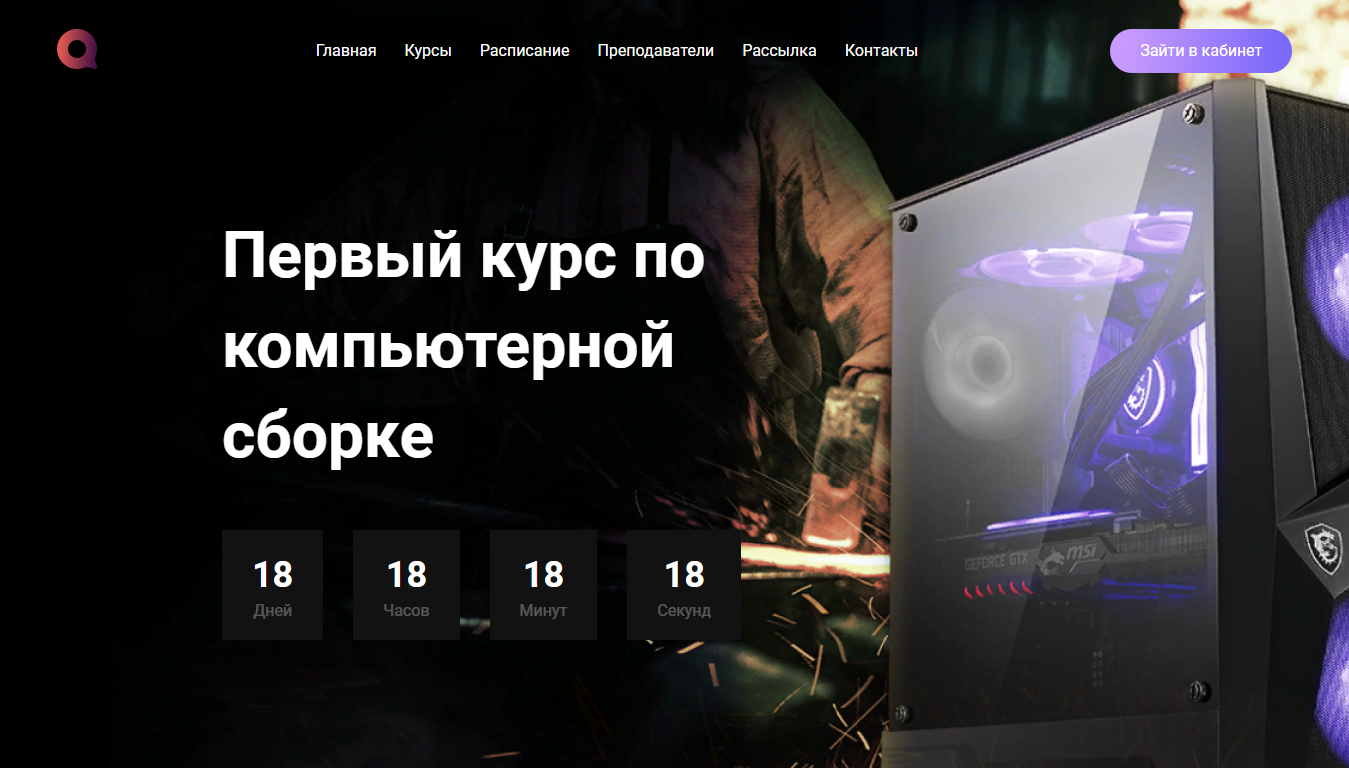 Главная Курсы Расписание Преподаватели Рассылка Контакты Зайти в кабинет
Первый курс по
компьютерной
сборке
18 18 18 18
Дней Часов Минут Секунд
GEFORCE GTX msi